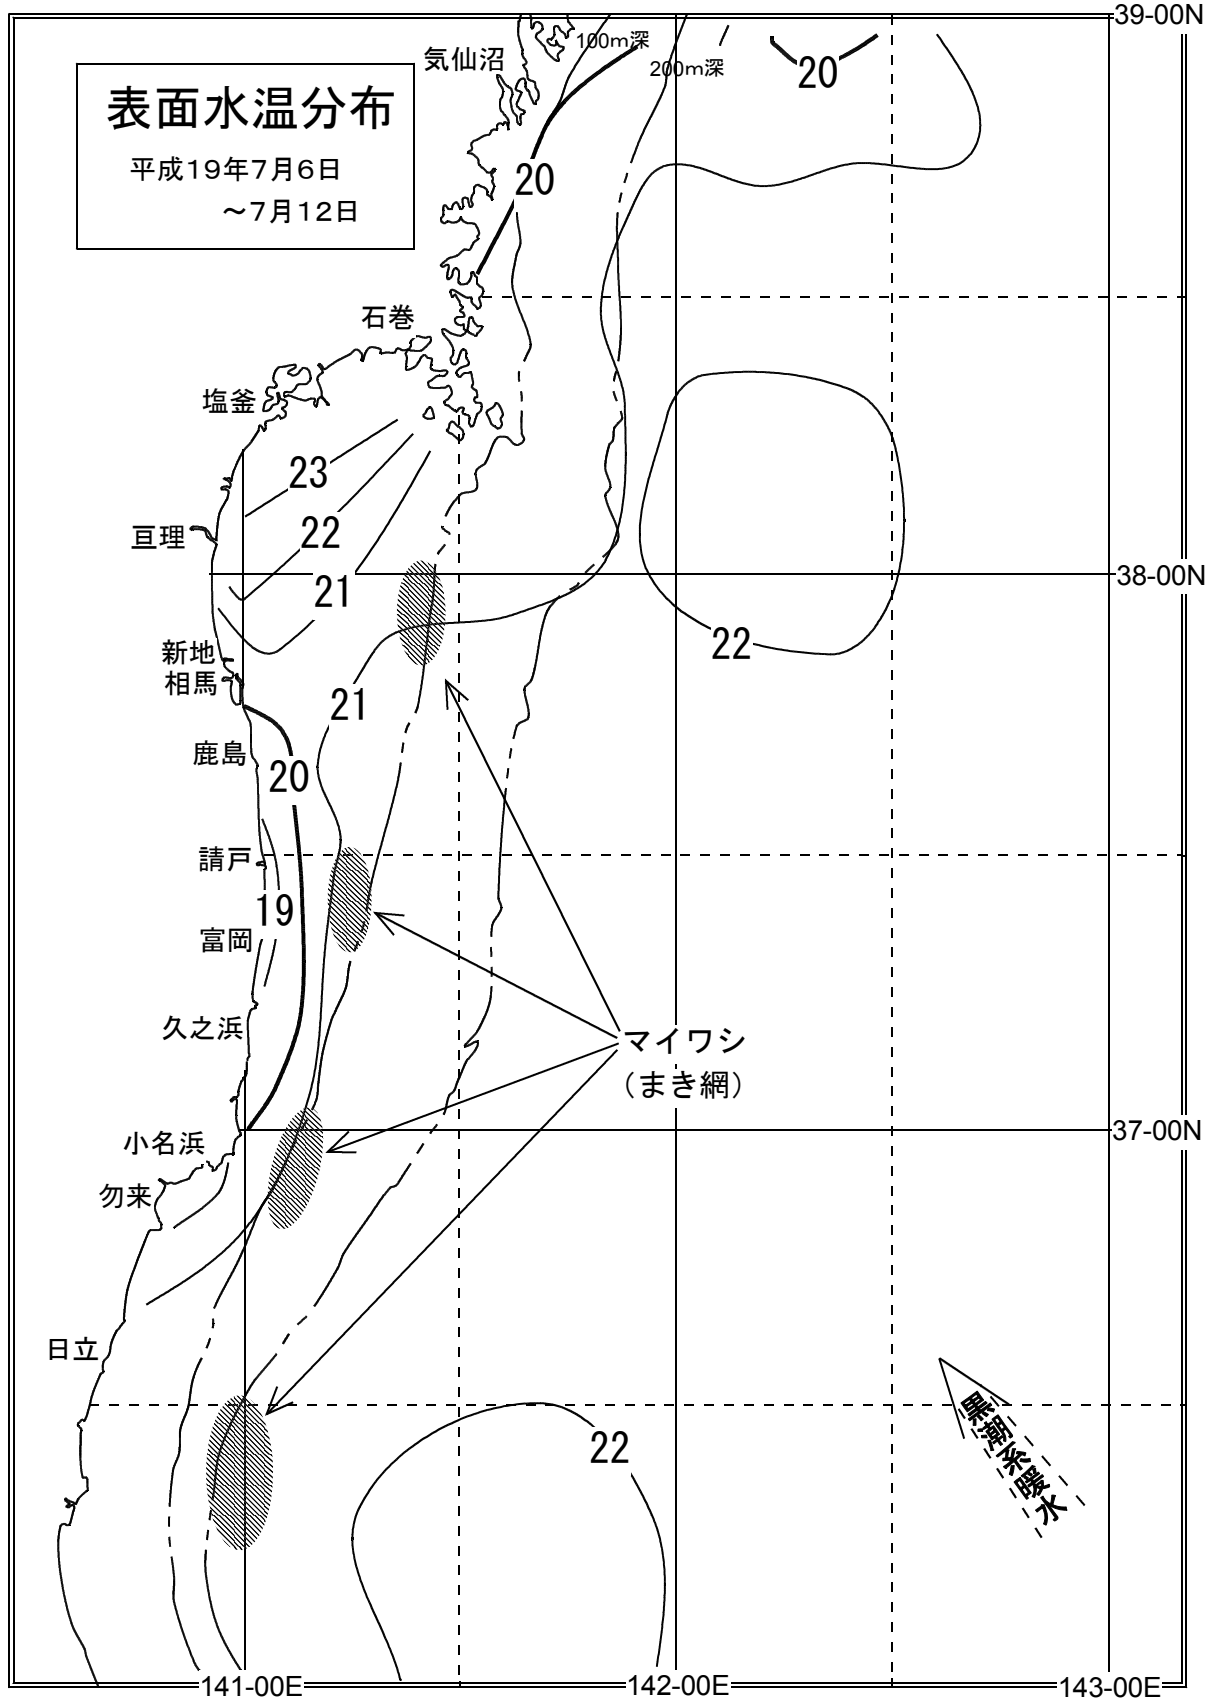 39-00N
気仙沼
100m深
200m深
20
表面水温分布
平成19年7月6日
～7月12日
20
石巻
塩釜
23
22
亘理
21
38-00N
22
新地
相馬
21
鹿島
20
請戸
19
富岡
久之浜
マイワシ
（まき網）
小名浜
37-00N
勿来
日立
22
黒潮系暖水
141-00E
142-00E
143-00E